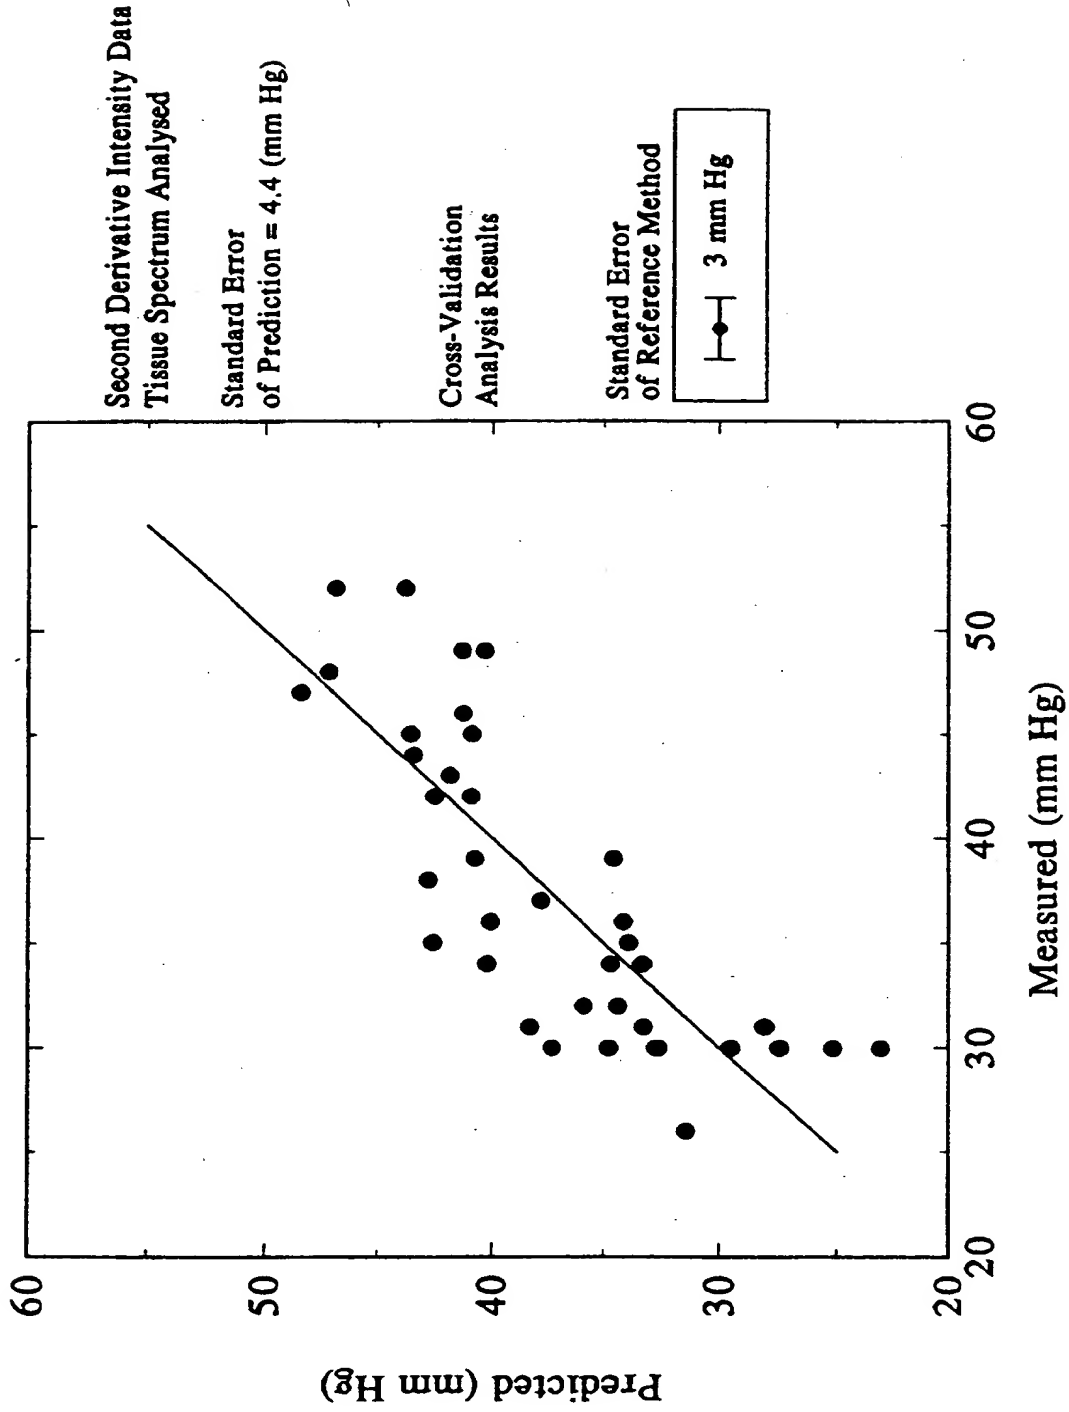 Second Derivative Intensity Data
Tissue Spectrum Analysed
Standard Error
of Prediction = 4.4 (mm Hg)
Cross-Validation
Analysis Results
Standard Error
of Reference Method
3 mm Hg
60
50
40
30
20
Predicted (mm Hg)
20
30
40
50
60
Measured (mm Hg)